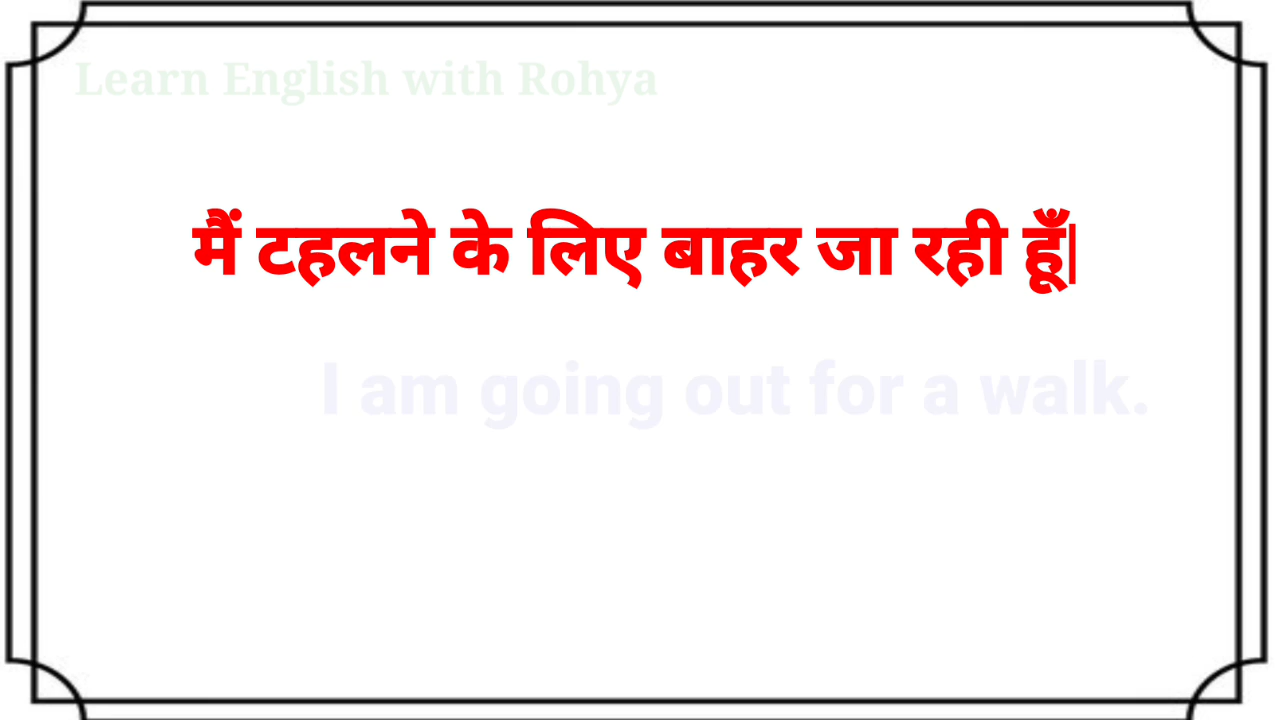 Learn English with Rohya
मैं टहलने के लिए बाहर जा रही हूँ|
I am going out for a walk.